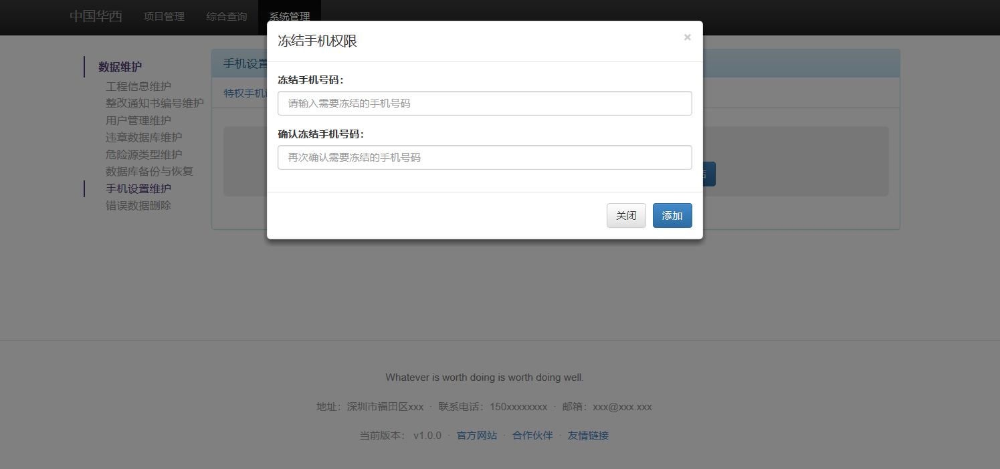 中国华西 项目管理 综合查询 系统管理
冻结手机权限 ×
冻结手机号码：
请输入需要冻结的手机号码
确认冻结手机号码：
再次确认需要冻结的手机号码
关闭 添加
数据维护
工程信息维护
整改通知书编号维护
用户管理维护
违章数据库维护
危险源类型维护
数据库备份与恢复
手机设置维护
错误数据删除
手机设置
特权手机
Whatever is worth doing is worth doing well.
地址：深圳市福田区xxx · 联系电话：150xxxxxxxx · 邮箱：xxx@xxx.xxx
当前版本： v1.0.0 · 官方网站 · 合作伙伴 · 友情链接